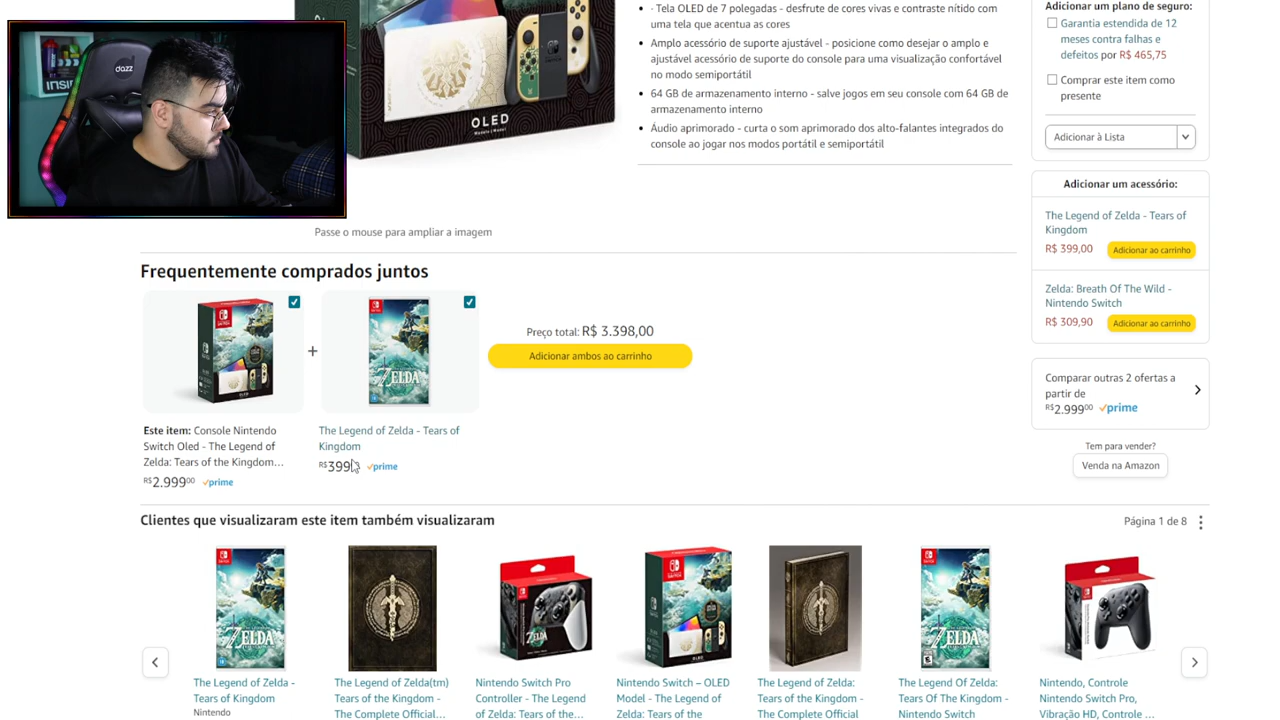 dazz
INSI
OLED
Modelo | Model
· Tela OLED de 7 polegadas - desfrute de cores vivas e contraste nítido com
uma tela que acentua as cores
Amplo acessório de suporte ajustável - posicione como desejar o amplo e
ajustável acessório de suporte do console para uma visualização confortável
no modo semiportátil
64 GB de armazenamento interno - salve jogos em seu console com 64 GB de
armazenamento interno
Áudio aprimorado - curta o som aprimorado dos alto-falantes integrados do
console ao jogar nos modos portátil e semiportátil
Adicionar um plano de seguro:
Garantia estendida de 12
meses contra falhas e
defeitos por R$ 465,75
Comprar este item como
presente
Adicionar à Lista
Adicionar um acessório:
The Legend of Zelda - Tears of
Kingdom
R$ 399,00 Adicionar ao carrinho
Zelda: Breath Of The Wild -
Nintendo Switch
R$ 309,90 Adicionar ao carrinho
Comparar outras 2 ofertas a
partir de
R$2.99900 prime
Tem para vender?
Venda na Amazon
Passe o mouse para ampliar a imagem
Frequentemente comprados juntos
+
ZELDA
Preço total: R$ 3.398,00
Adicionar ambos ao carrinho
Este item: Console Nintendo
Switch Oled - The Legend of
Zelda: Tears of the Kingdom…
R$2.99900 prime
The Legend of Zelda - Tears of
Kingdom
R$399 prime
Clientes que visualizaram este item também visualizaram
Página 1 de 8
ZELDA
ZELDA
ZELDA
The Legend of Zelda -
Tears of Kingdom
Nintendo
The Legend of Zelda(tm)
Tears of the Kingdom -
The Complete Official…
Nintendo Switch Pro
Controller - The Legend
of Zelda: Tears of the…
Nintendo Switch – OLED
Model - The Legend of
Zelda: Tears of the
The Legend of Zelda:
Tears of the Kingdom -
The Complete Official
The Legend Of Zelda:
Tears Of The Kingdom -
Nintendo Switch
Nintendo, Controle
Nintendo Switch Pro,
Vibração HD, Controle …